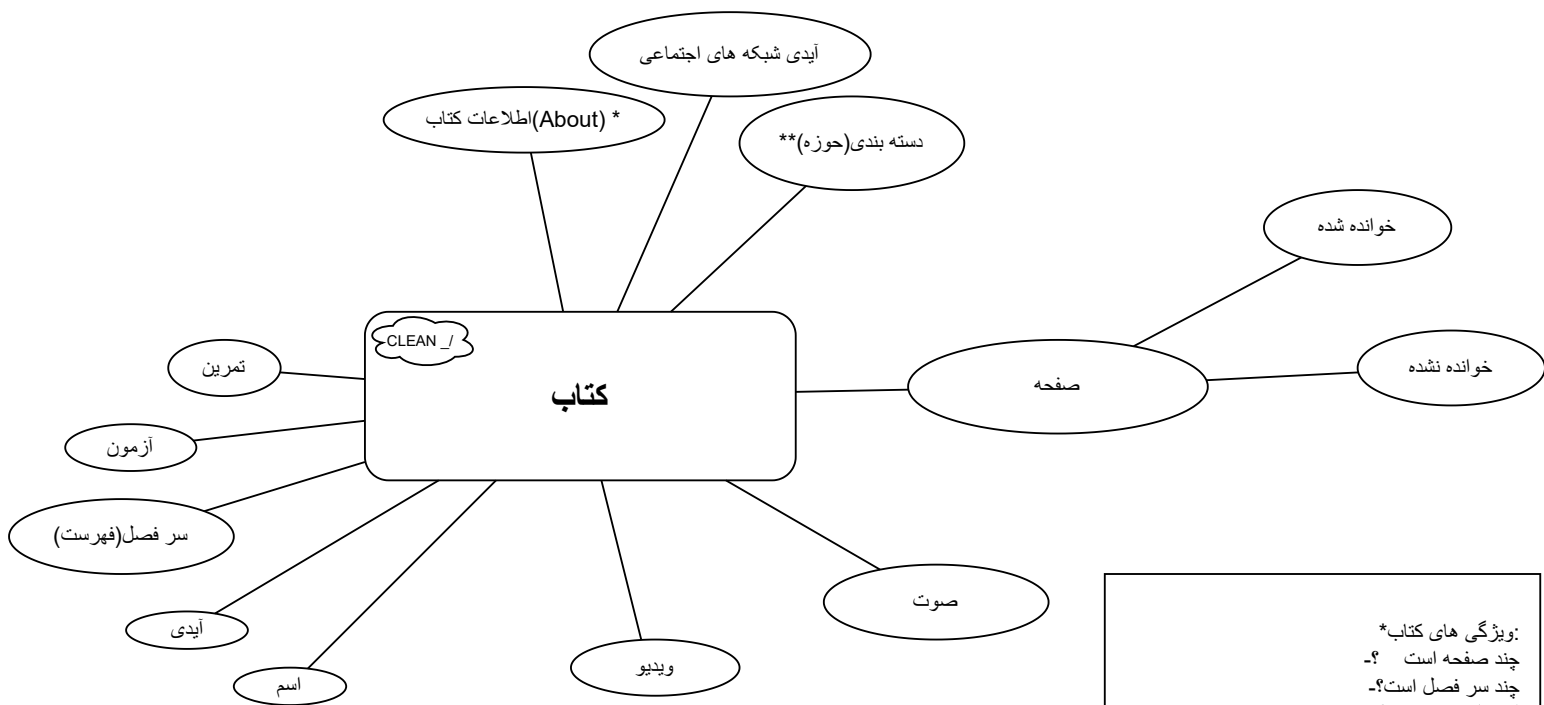 آیدی شبکه های اجتماعی
* (About)اطلاعات کتاب
دسته بندی(حوزه)**
خوانده شده
CLEAN _/
کتاب
صفحه
خوانده نشده
تمرین
آزمون
سر فصل(فهرست)
آیدی
اسم
ویدیو
صوت
:ویژگی های کتاب*
چند صفحه است ؟-
چند سر فصل است؟-